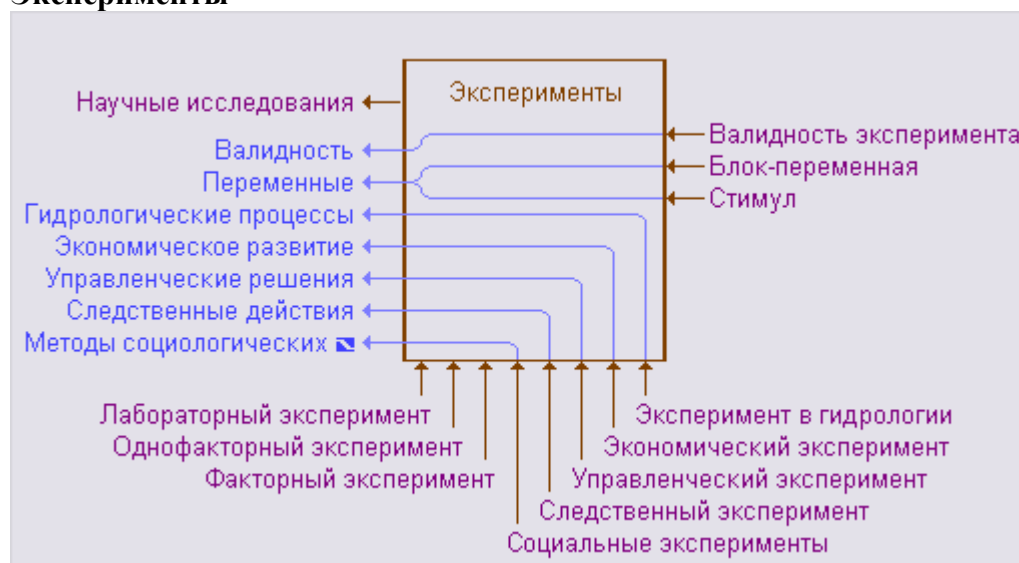 Эксперименты
Эксперименты
Научные исследования
Валидность эксперимента
Валидность
Блок-переменная
Переменные
Стимул
Гидрологические процессы
Экономическое развитие
Управленческие решения
Следственные действия
Методы социологических
Лабораторный эксперимент
Эксперимент в гидрологии
Однофакторный эксперимент
Экономический эксперимент
Факторный эксперимент
Управленческий эксперимент
Следственный эксперимент
Социальные эксперименты